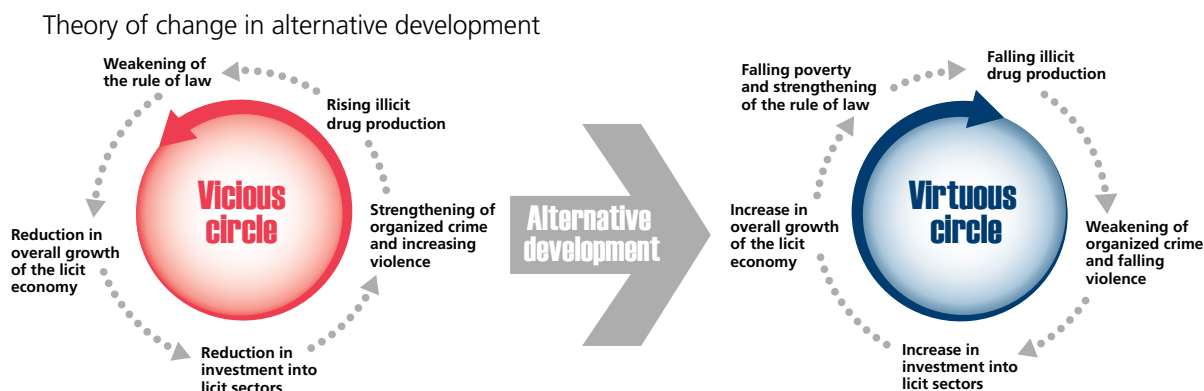 Theory of change in alternative development
Weakening of
the rule of law
Rising illicit
drug production
Vicious
circle
Strengthening of
organized crime
and increasing
violence
Reduction in
overall growth
of the licit
economy
Reduction in
investment into
licit sectors
Alternative
development
Falling poverty
and strengthening
of the rule of law
Falling illicit
drug production
Virtuous
circle
Increase in
overall growth
of the licit
economy
Weakening of
organized crime
and falling
violence
Increase in
investment into
licit sectors